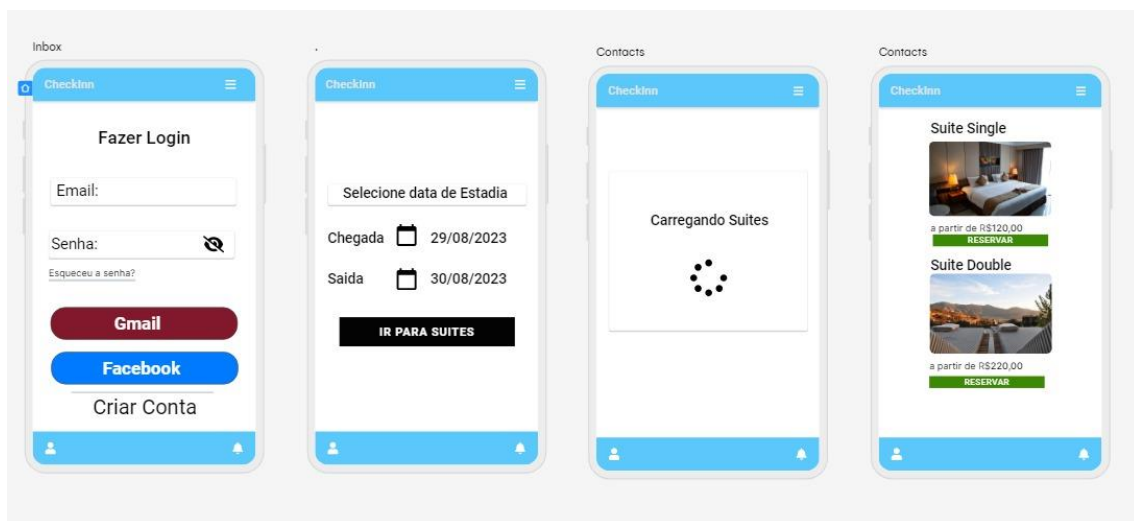 Inbox
CheckInn
Fazer Login
Email:
Senha:
Esqueceu a senha?
Gmail
Facebook
Criar Conta
.
CheckInn
Selecione data de Estadia
Chegada 29/08/2023
Saida 30/08/2023
IR PARA SUITES
Contacts
CheckInn
Carregando Suites
Contacts
CheckInn
Suite Single
a partir de R$120,00
RESERVAR
Suite Double
a partir de R$220,00
RESERVAR